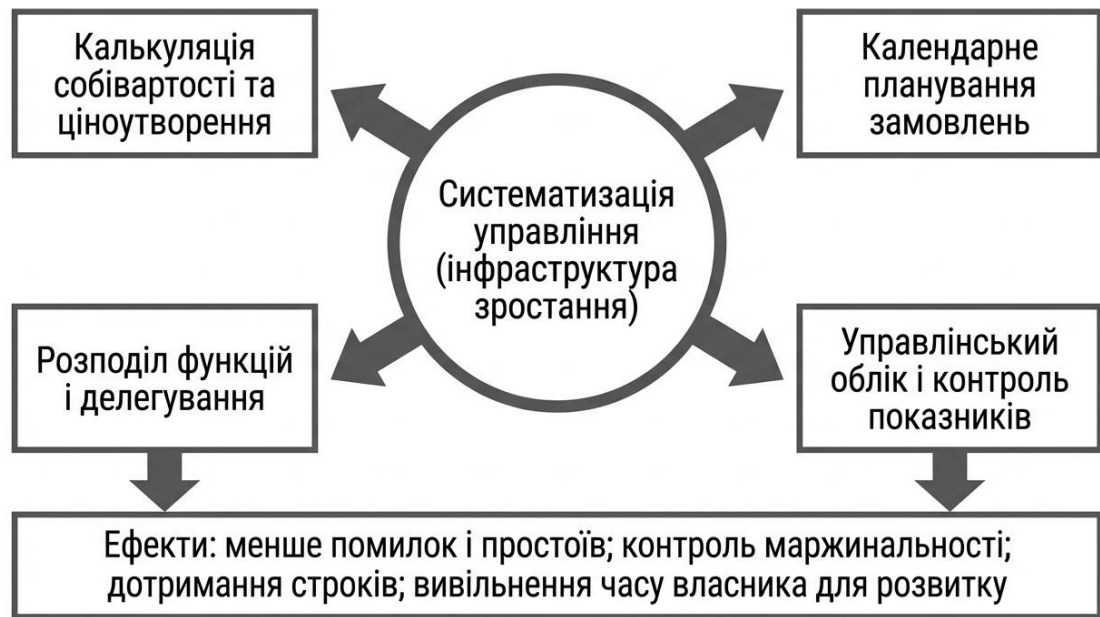 Калькуляція
собівартості та
ціноутворення
Календарне
планування
замовлень
Систематизація
управління
(інфраструктура
зростання)
Розподіл функцій
і делегування
Управлінський
облік і контроль
показників
Ефекти: менше помилок і простоїв; контроль маржинальності;
дотримання строків; вивільнення часу власника для розвитку